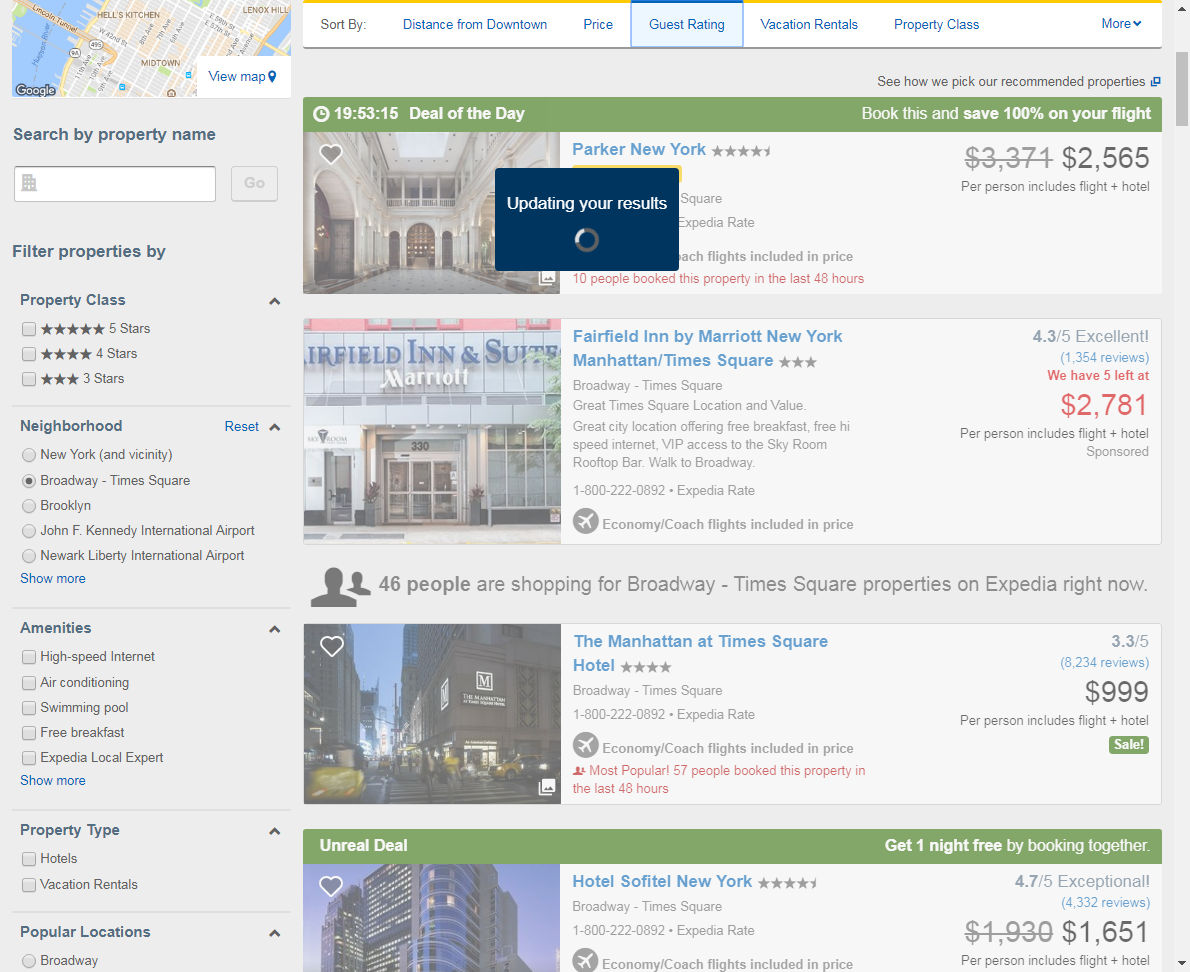 LENOX HILL
HELL'S KITCHEN
Lincoln Tunnel
W 42nd St
8th Ave
7th Ave
495
9A
MIDTOWN
View map
Google
Sort By:
Distance from Downtown
Price
Guest Rating
Vacation Rentals
Property Class
More
See how we pick our recommended properties
Search by property name
Go
Filter properties by
Property Class
5 Stars
4 Stars
3 Stars
Neighborhood
Reset
New York (and vicinity)
Broadway - Times Square
Brooklyn
John F. Kennedy International Airport
Newark Liberty International Airport
Show more
Amenities
High-speed Internet
Air conditioning
Swimming pool
Free breakfast
Expedia Local Expert
Show more
Property Type
Hotels
Vacation Rentals
Popular Locations
Broadway
19:53:15 Deal of the Day
Book this and save 100% on your flight
Parker New York
$3,371 $2,565
Per person includes flight + hotel
Updating your results
Square
Expedia Rate
Coach flights included in price
10 people booked this property in the last 48 hours
AIRFIELD INN & SUITES
Marriott
SKY ROOM
330
Fairfield Inn by Marriott New York
Manhattan/Times Square
Broadway - Times Square
Great Times Square Location and Value.
Great city location offering free breakfast, free hi
speed internet, VIP access to the Sky Room
Rooftop Bar. Walk to Broadway.
1-800-222-0892 • Expedia Rate
Economy/Coach flights included in price
4.3/5 Excellent!
(1,354 reviews)
We have 5 left at
$2,781
Per person includes flight + hotel
Sponsored
46 people are shopping for Broadway - Times Square properties on Expedia right now.
M
THE MANHATTAN
AT TIMES SQUARE HOTEL
The Manhattan at Times Square
Hotel
Broadway - Times Square
1-800-222-0892 • Expedia Rate
Economy/Coach flights included in price
Most Popular! 57 people booked this property in
the last 48 hours
3.3/5
(8,234 reviews)
$999
Per person includes flight + hotel
Sale!
Unreal Deal
Get 1 night free by booking together.
Hotel Sofitel New York
Broadway - Times Square
1-800-222-0892 • Expedia Rate
Economy/Coach flights included in price
4.7/5 Exceptional!
(4,332 reviews)
$1,930 $1,651
Per person includes flight + hotel